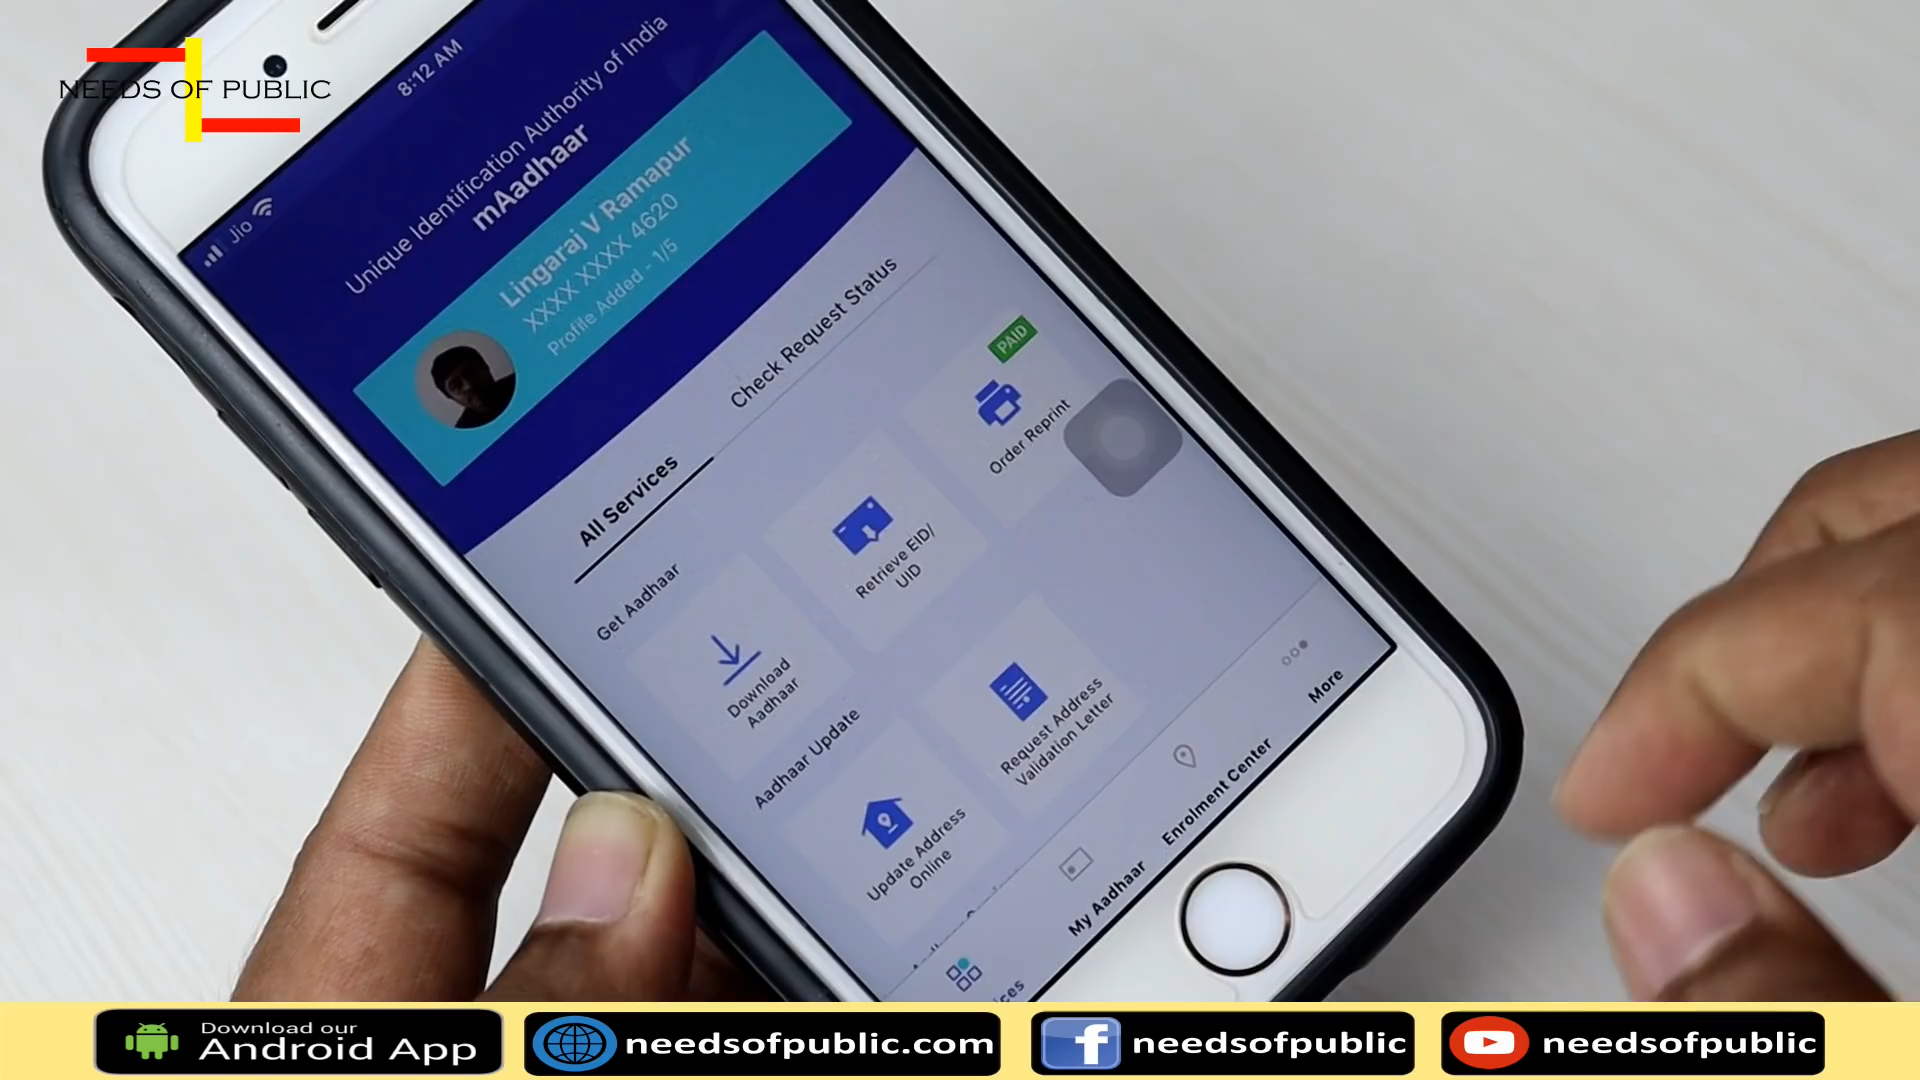 NEEDS OF PUBLIC
8:12 AM
Jio
Unique Identification Authority of India
mAadhaar
Lingaraj V Ramapur
XXXX XXXX 4620
Profile Added - 1/5
All Services
Check Request Status
Get Aadhaar
Download
Aadhaar
Retrieve EID/
UID
PAID
Order Reprint
Aadhaar Update
Update Address
Online
Request Address
Validation Letter
My Aadhaar
Enrolment Center
More
Download our
Android App
needsofpublic.com
needsofpublic
needsofpublic